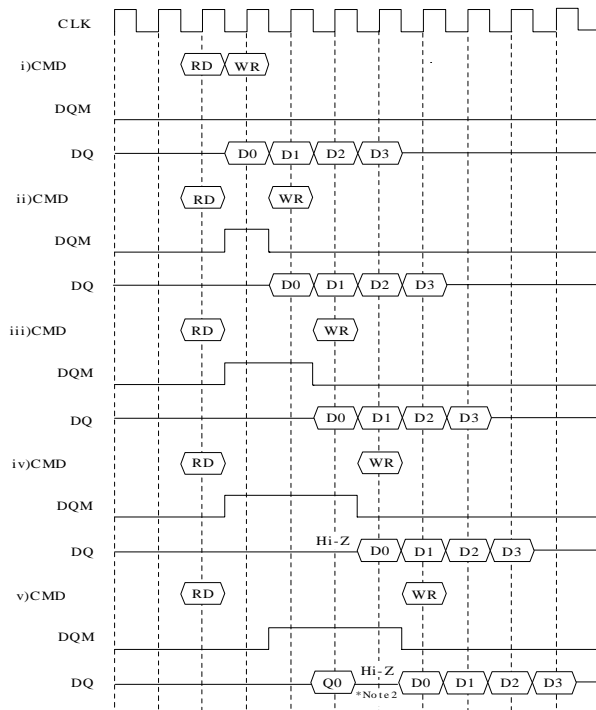 CLK
i)CMD RD WR
DQM
DQ D0 D1 D2 D3
ii)CMD RD WR
DQM
DQ D0 D1 D2 D3
iii)CMD RD WR
DQM
DQ D0 D1 D2 D3
iv)CMD RD WR
DQM
DQ Hi-Z D0 D1 D2 D3
v)CMD RD WR
DQM
DQ Q0 Hi-Z D0 D1 D2 D3
*Note2